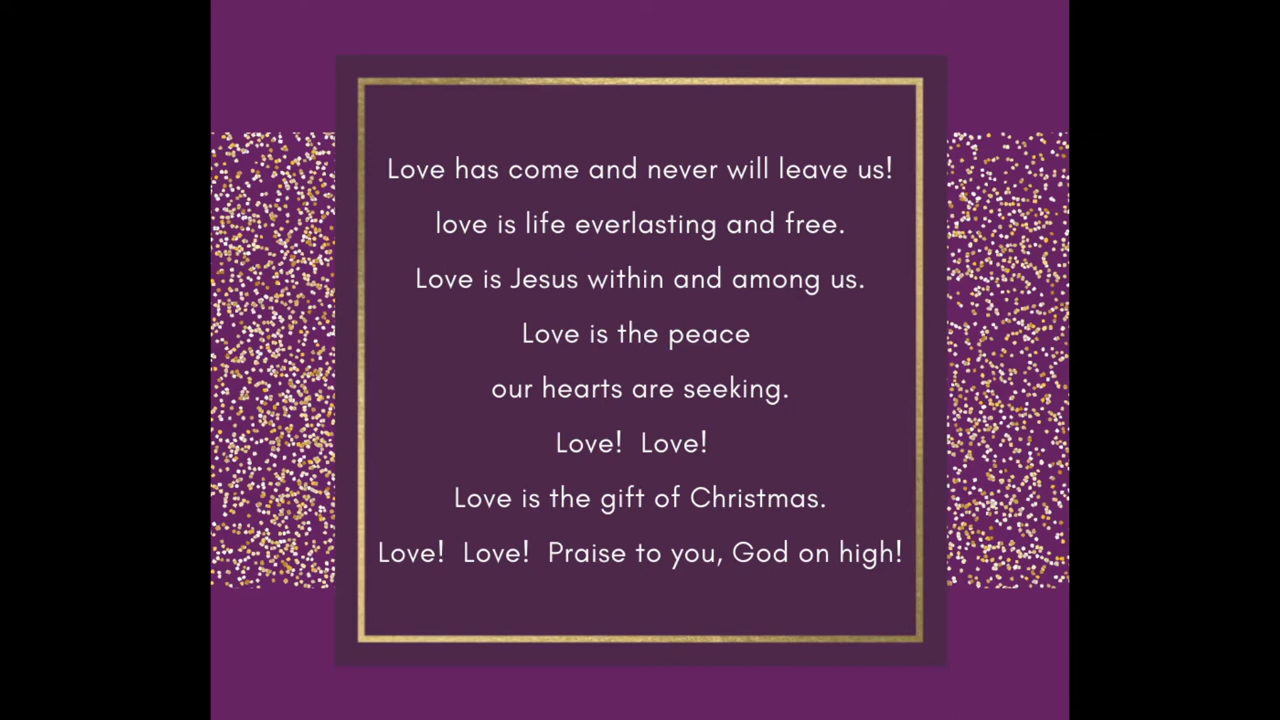 Love has come and never will leave us!
love is life everlasting and free.
Love is Jesus within and among us.
Love is the peace
our hearts are seeking.
Love!  Love!
Love is the gift of Christmas.
Love!  Love!  Praise to you, God on high!